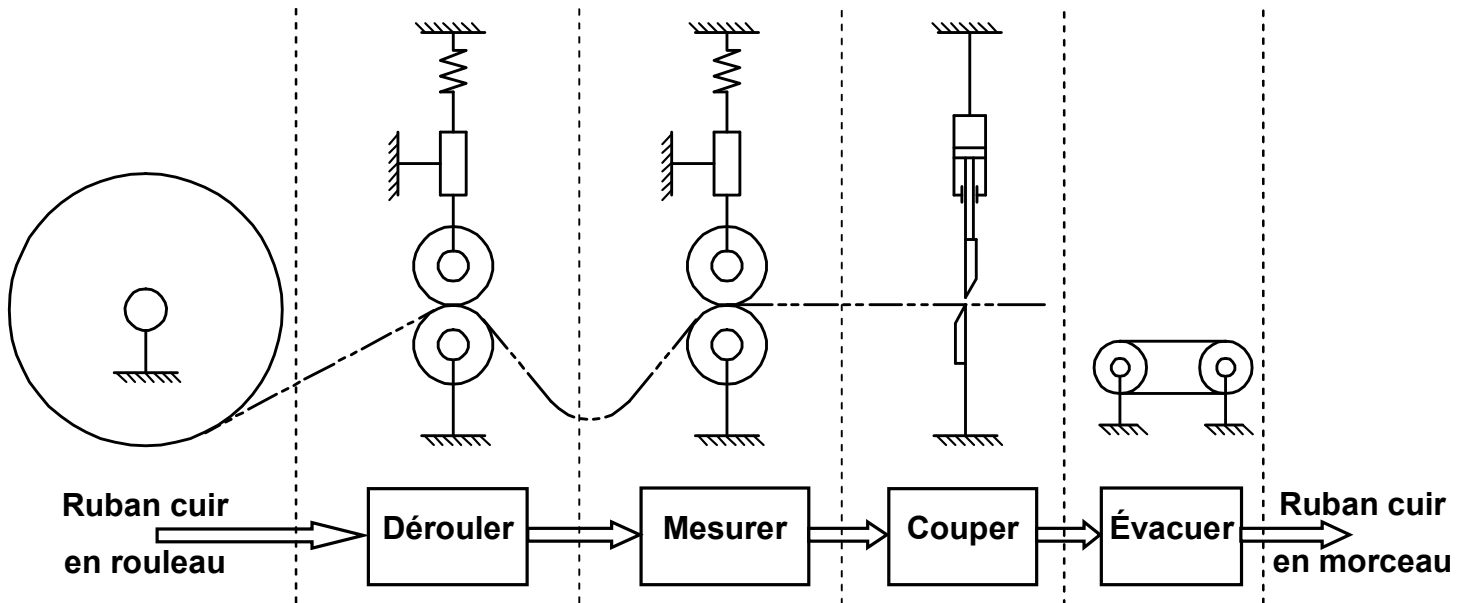 Ruban cuir
en rouleau
Dérouler
Mesurer
Couper
Évacuer
Ruban cuir
en morceau